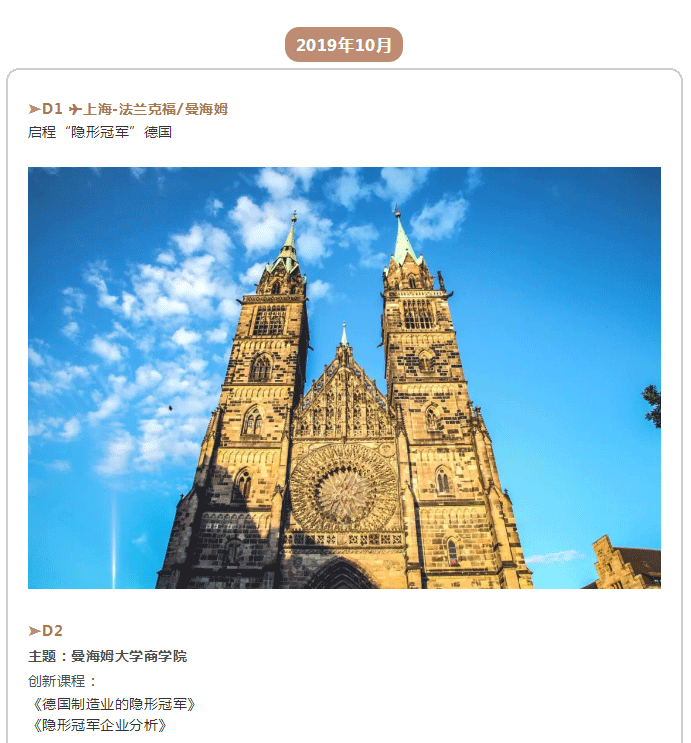 2019年10月
➢D1 ✈上海-法兰克福/曼海姆
启程“隐形冠军”德国
➢D2
主题：曼海姆大学商学院
创新课程：
《德国制造业的隐形冠军》
《隐形冠军企业分析》